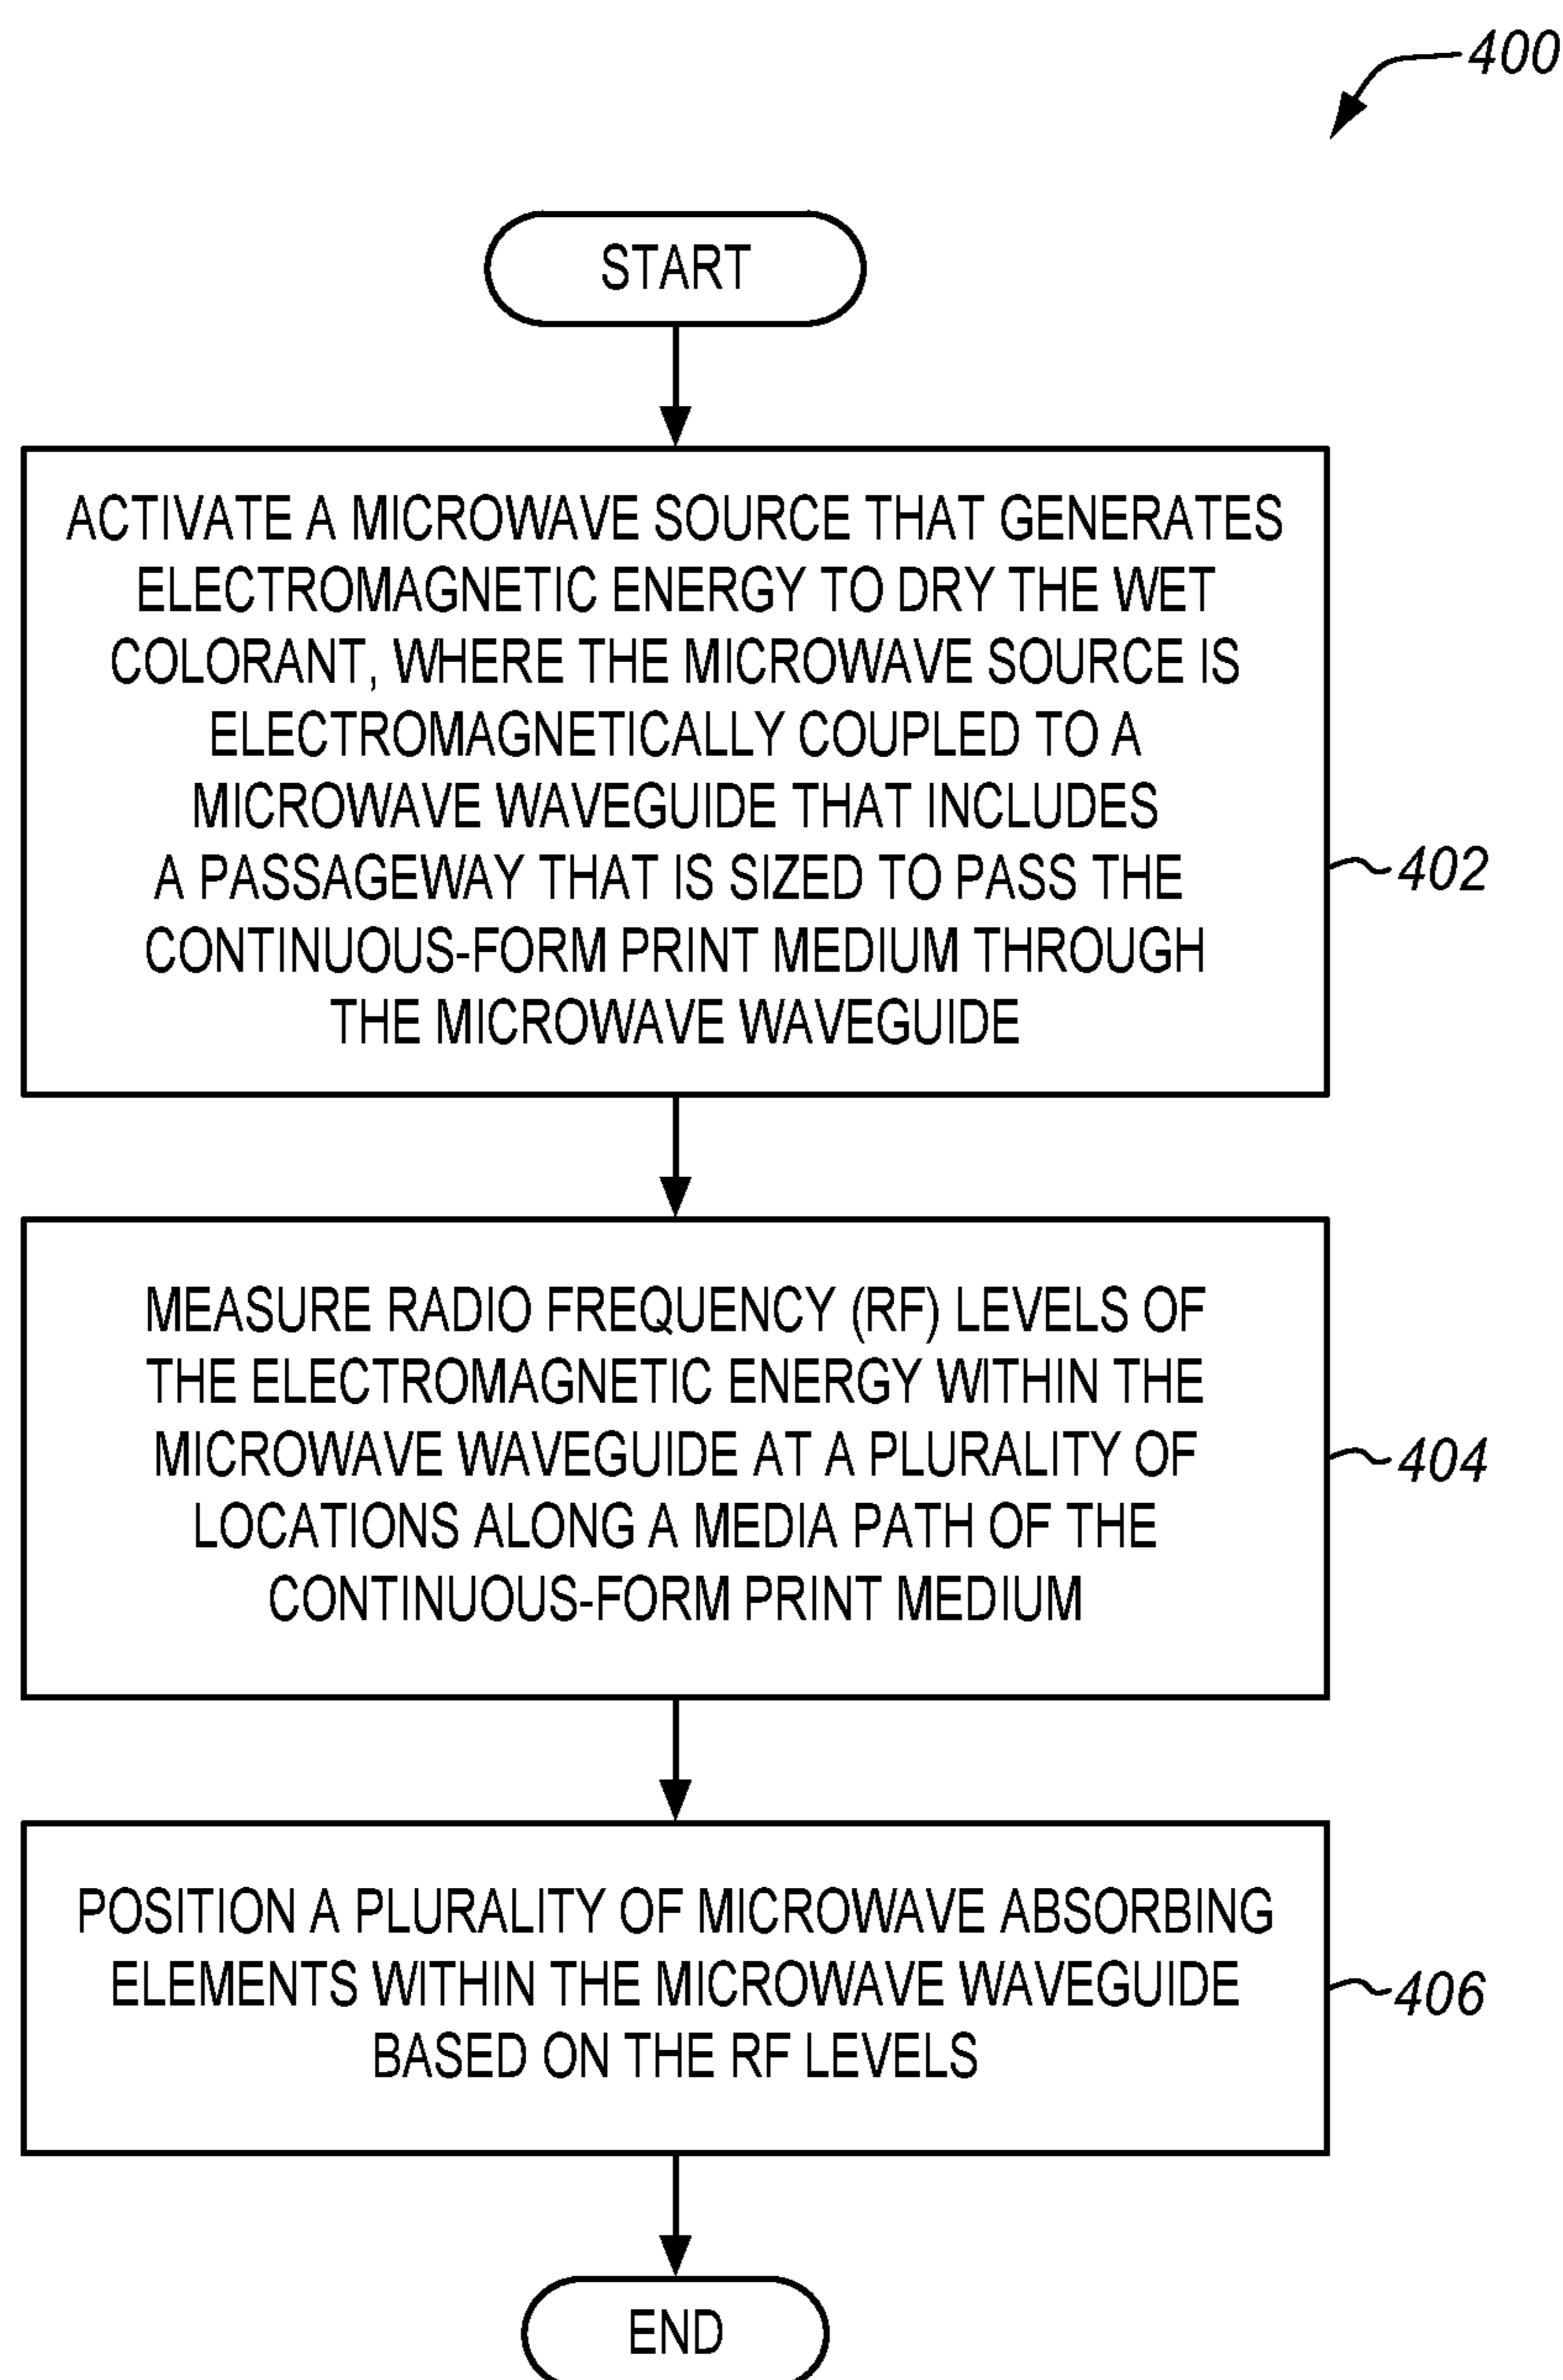 400
START
ACTIVATE A MICROWAVE SOURCE THAT GENERATES
ELECTROMAGNETIC ENERGY TO DRY THE WET
COLORANT, WHERE THE MICROWAVE SOURCE IS
ELECTROMAGNETICALLY COUPLED TO A
MICROWAVE WAVEGUIDE THAT INCLUDES
A PASSAGEWAY THAT IS SIZED TO PASS THE
CONTINUOUS-FORM PRINT MEDIUM THROUGH
THE MICROWAVE WAVEGUIDE
402
MEASURE RADIO FREQUENCY (RF) LEVELS OF
THE ELECTROMAGNETIC ENERGY WITHIN THE
MICROWAVE WAVEGUIDE AT A PLURALITY OF
LOCATIONS ALONG A MEDIA PATH OF THE
CONTINUOUS-FORM PRINT MEDIUM
404
POSITION A PLURALITY OF MICROWAVE ABSORBING
ELEMENTS WITHIN THE MICROWAVE WAVEGUIDE
BASED ON THE RF LEVELS
406
END